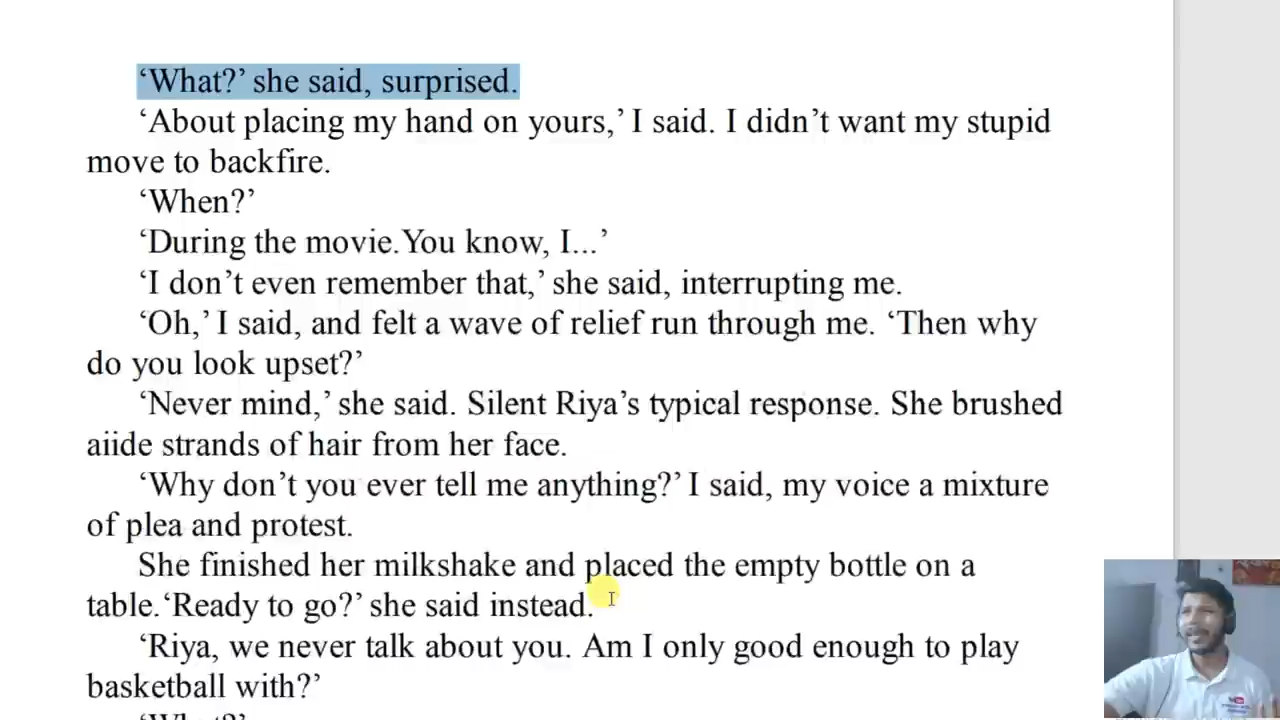 ‘What?’ she said, surprised.
‘About placing my hand on yours,’ I said. I didn’t want my stupid
move to backfire.
‘When?’
‘During the movie.You know, I...’
‘I don’t even remember that,’ she said, interrupting me.
‘Oh,’ I said, and felt a wave of relief run through me. ‘Then why
do you look upset?’
‘Never mind,’ she said. Silent Riya’s typical response. She brushed
aiide strands of hair from her face.
‘Why don’t you ever tell me anything?’ I said, my voice a mixture
of plea and protest.
She finished her milkshake and placed the empty bottle on a
table.‘Ready to go?’ she said instead.
‘Riya, we never talk about you. Am I only good enough to play
basketball with?’
‘What?’